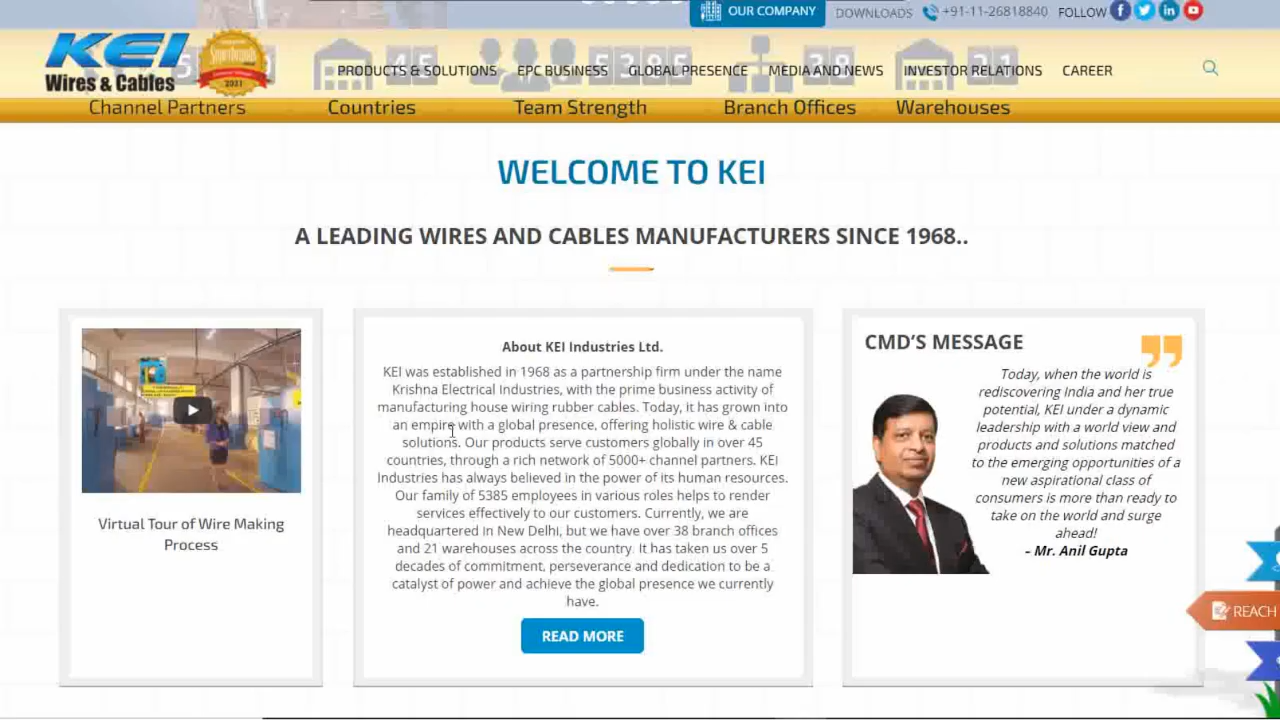 OUR COMPANY
DOWNLOADS
+91-11-26818840
FOLLOW
KEI
Wires & Cables
Superbrands
2021
PRODUCTS & SOLUTIONS
EPC BUSINESS
GLOBAL PRESENCE
MEDIA AND NEWS
INVESTOR RELATIONS
CAREER
Channel Partners
Countries
Team Strength
Branch Offices
Warehouses
WELCOME TO KEI
A LEADING WIRES AND CABLES MANUFACTURERS SINCE 1968..
Virtual Tour of Wire Making
Process
About KEI Industries Ltd.
KEI was established in 1968 as a partnership firm under the name
Krishna Electrical Industries, with the prime business activity of
manufacturing house wiring rubber cables. Today, it has grown into
an empire with a global presence, offering holistic wire & cable
solutions. Our products serve customers globally in over 45
countries, through a rich network of 5000+ channel partners. KEI
Industries has always believed in the power of its human resources.
Our family of 5385 employees in various roles helps to render
services effectively to our customers. Currently, we are
headquartered in New Delhi, but we have over 38 branch offices
and 21 warehouses across the country. It has taken us over 5
decades of commitment, perseverance and dedication to be a
catalyst of power and achieve the global presence we currently
have.
READ MORE
CMD'S MESSAGE
Today, when the world is
rediscovering India and her true
potential, KEI under a dynamic
leadership with a world view and
products and solutions matched
to the emerging opportunities of a
new aspirational class of
consumers is more than ready to
take on the world and surge
ahead!
– Mr. Anil Gupta
REACH